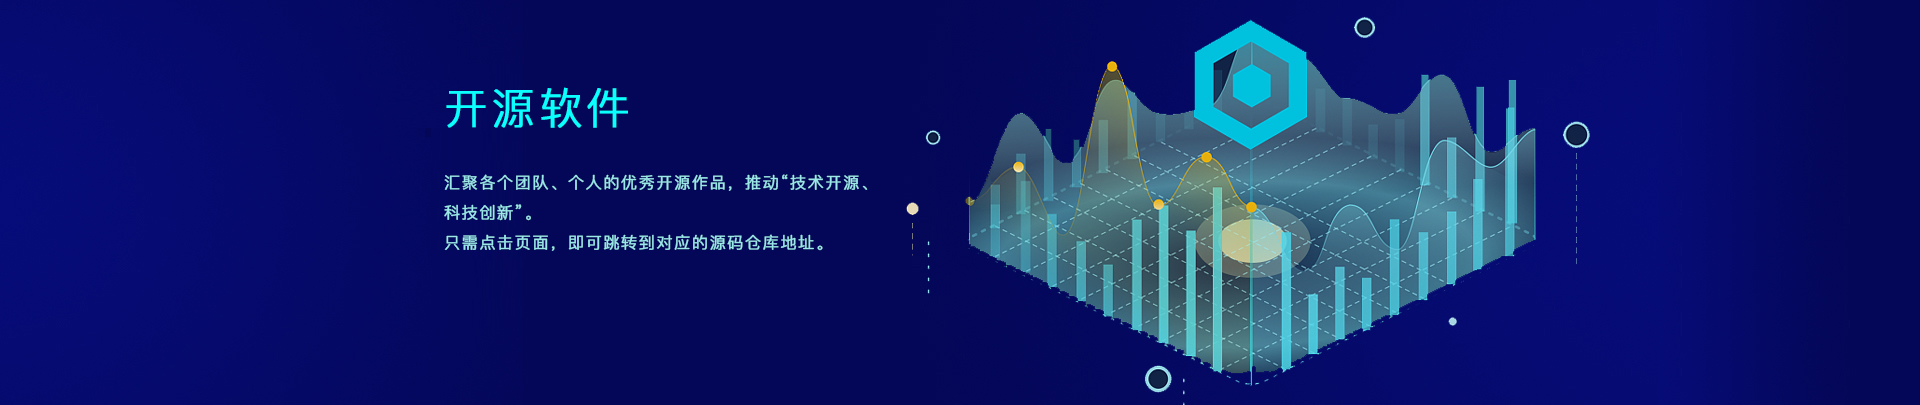 开源软件
汇聚各个团队、个人的优秀开源作品，推动“技术开源、
科技创新”。
只需点击页面，即可跳转到对应的源码仓库地址。